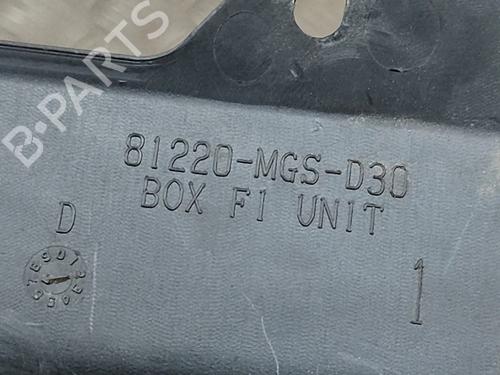 B-PARTS
81220-MGS-D30
BOX FI UNIT
D
1